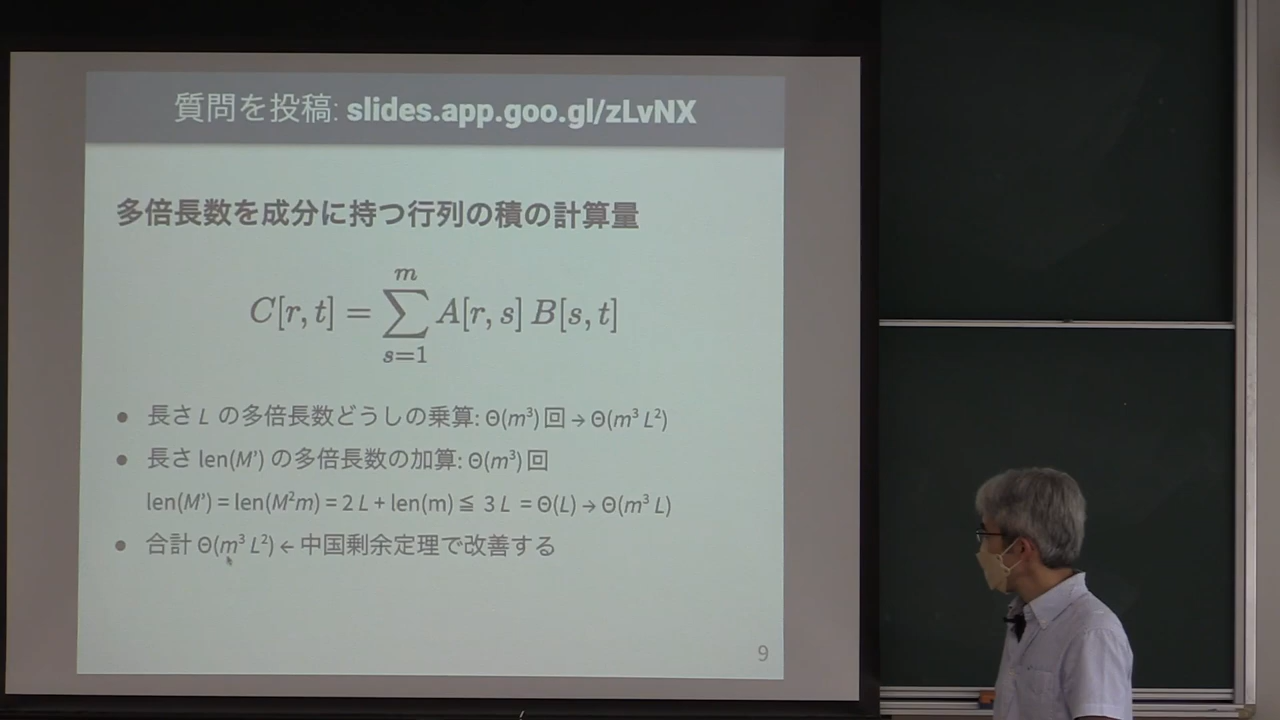 質問を投稿: slides.app.goo.gl/zLvNX
多倍長数を成分に持つ行列の積の計算量
C[r, t] = ∑_{s=1}^{m} A[r, s] B[s, t]
● 長さ L の多倍長数どうしの乗算: Θ(m³) 回 → Θ(m³ L²)
● 長さ len(M’) の多倍長数の加算: Θ(m³) 回
len(M’) = len(M²m) = 2 L + len(m) ≦ 3 L = Θ(L) → Θ(m³ L)
● 合計 Θ(m³ L²) ← 中国剰余定理で改善する
9